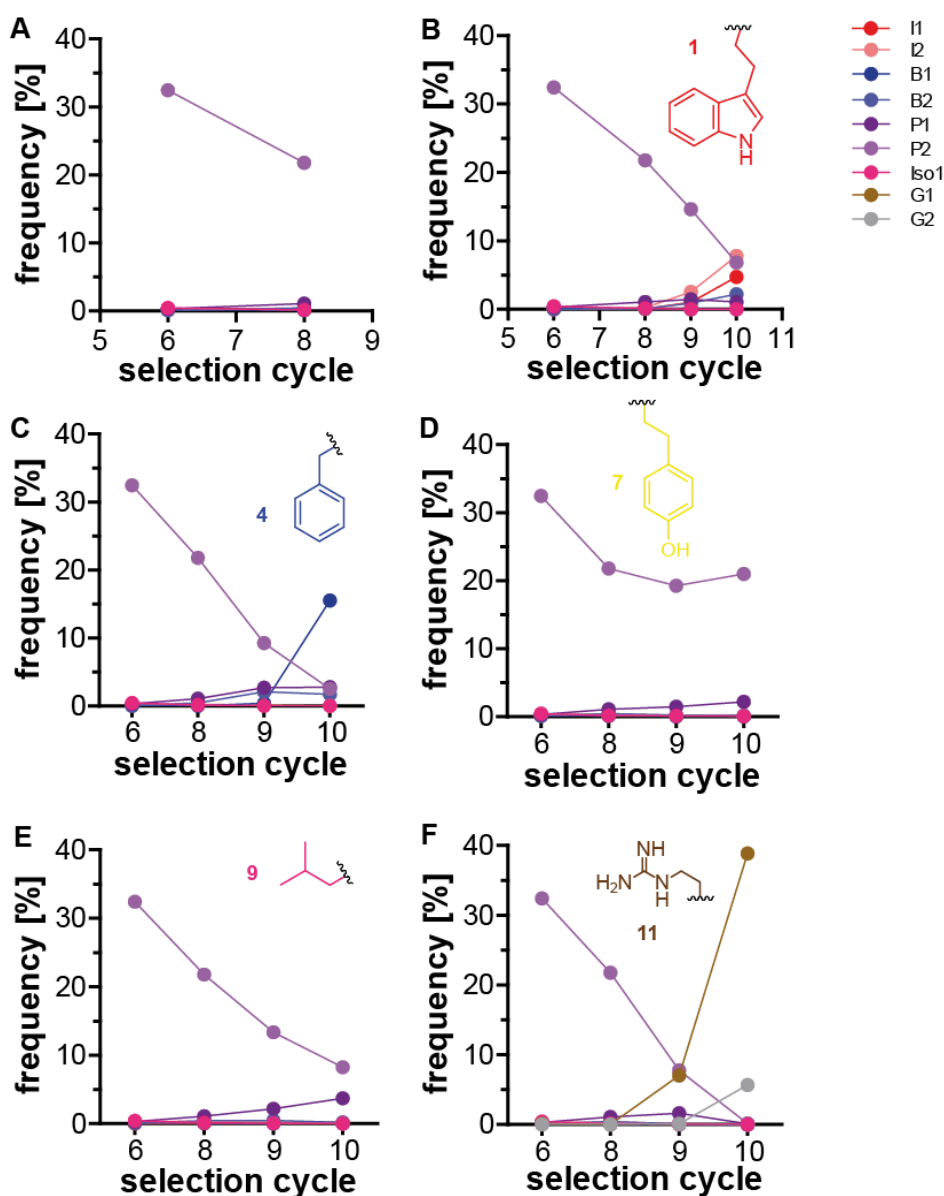 A
frequency [%]
40
30
20
10
0
5
6
7
8
9
selection cycle
B
1
N
H
frequency [%]
40
30
20
10
0
5
6
7
8
9
10
11
selection cycle
I1
I2
B1
B2
P1
P2
Iso1
G1
G2
C
4
frequency [%]
40
30
20
10
0
6
8
9
10
selection cycle
D
7
OH
frequency [%]
40
30
20
10
0
6
8
9
10
selection cycle
E
9
frequency [%]
40
30
20
10
0
6
8
9
10
selection cycle
F
NH
H₂N
N
H
11
frequency [%]
40
30
20
10
0
6
8
9
10
selection cycle